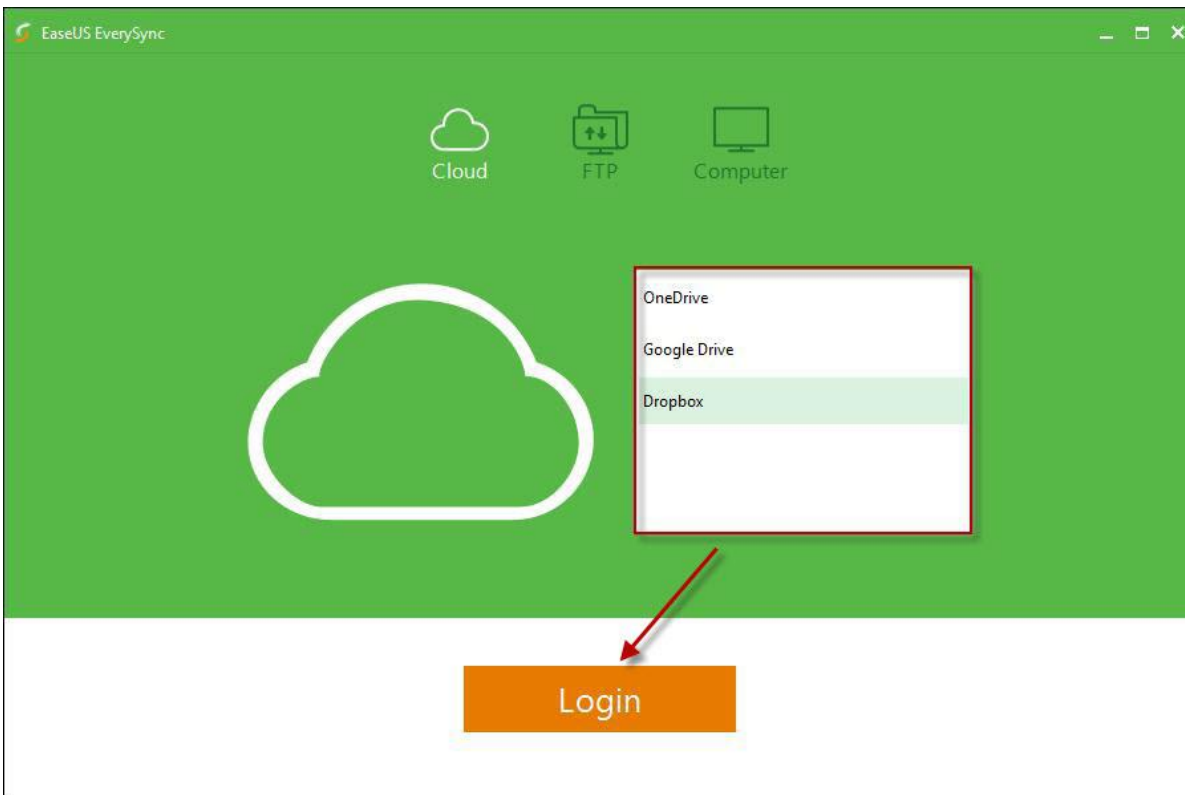 EaseUS EverySync
Cloud FTP Computer
OneDrive
Google Drive
Dropbox
Login